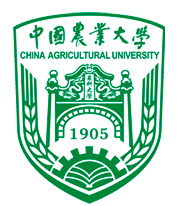 中國農業大學
CHINA AGRICULTURAL UNIVERSITY
1905